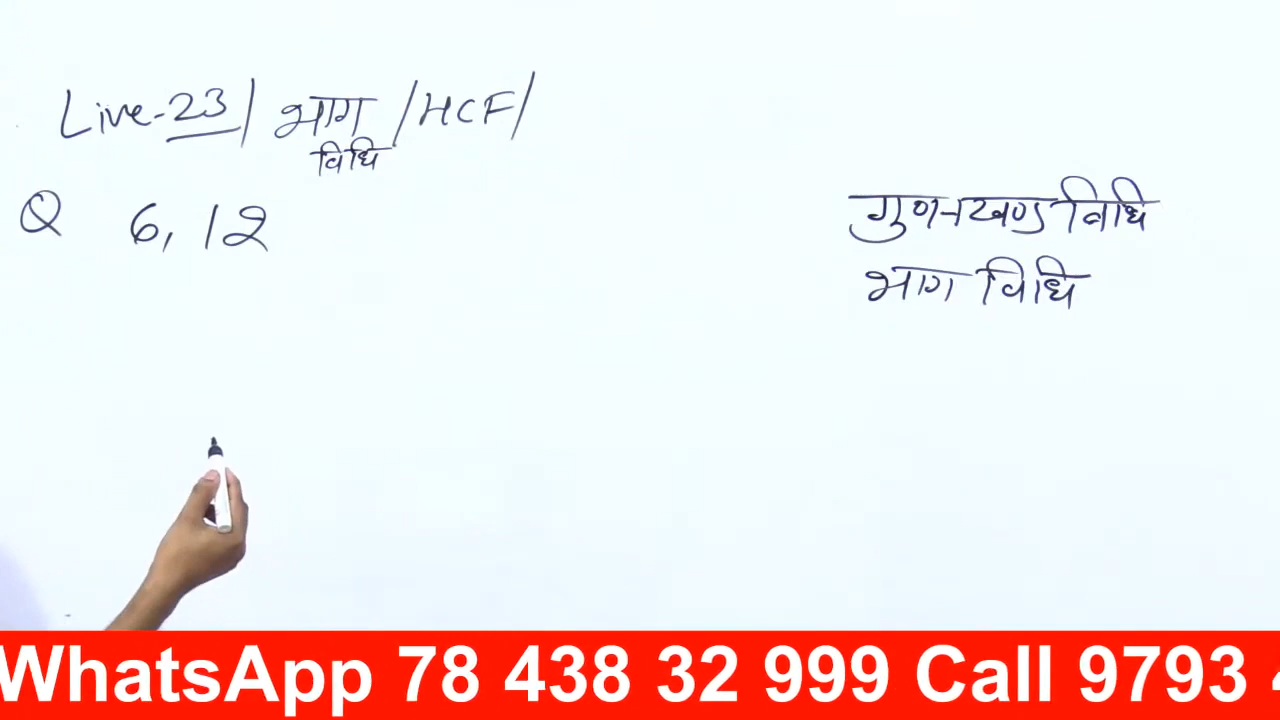 Live-23/ भाग /HCF/
विधि
Q 6, 12
गुणनखण्ड विधि
भाग विधि
WhatsApp 78 438 32 999 Call 9793